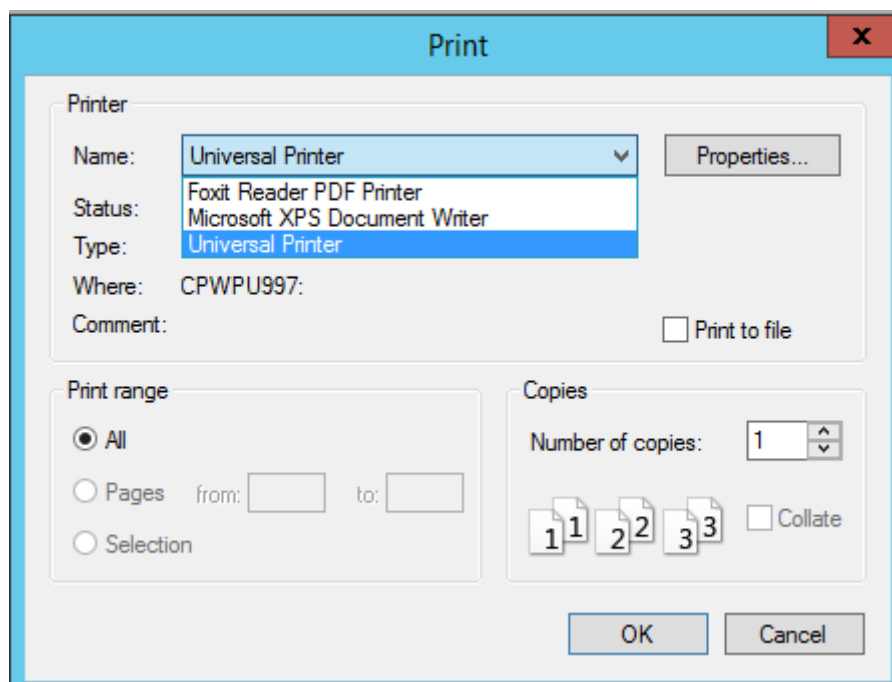 Print
x
Printer
Name: Universal Printer Properties...
Foxit Reader PDF Printer
Status:
Microsoft XPS Document Writer
Type: Universal Printer
Where: CPWPU997:
Comment: Print to file
Print range
All
Pages from: to:
Selection
Copies
Number of copies: 1
1 1 2 2 3 3 Collate
OK Cancel